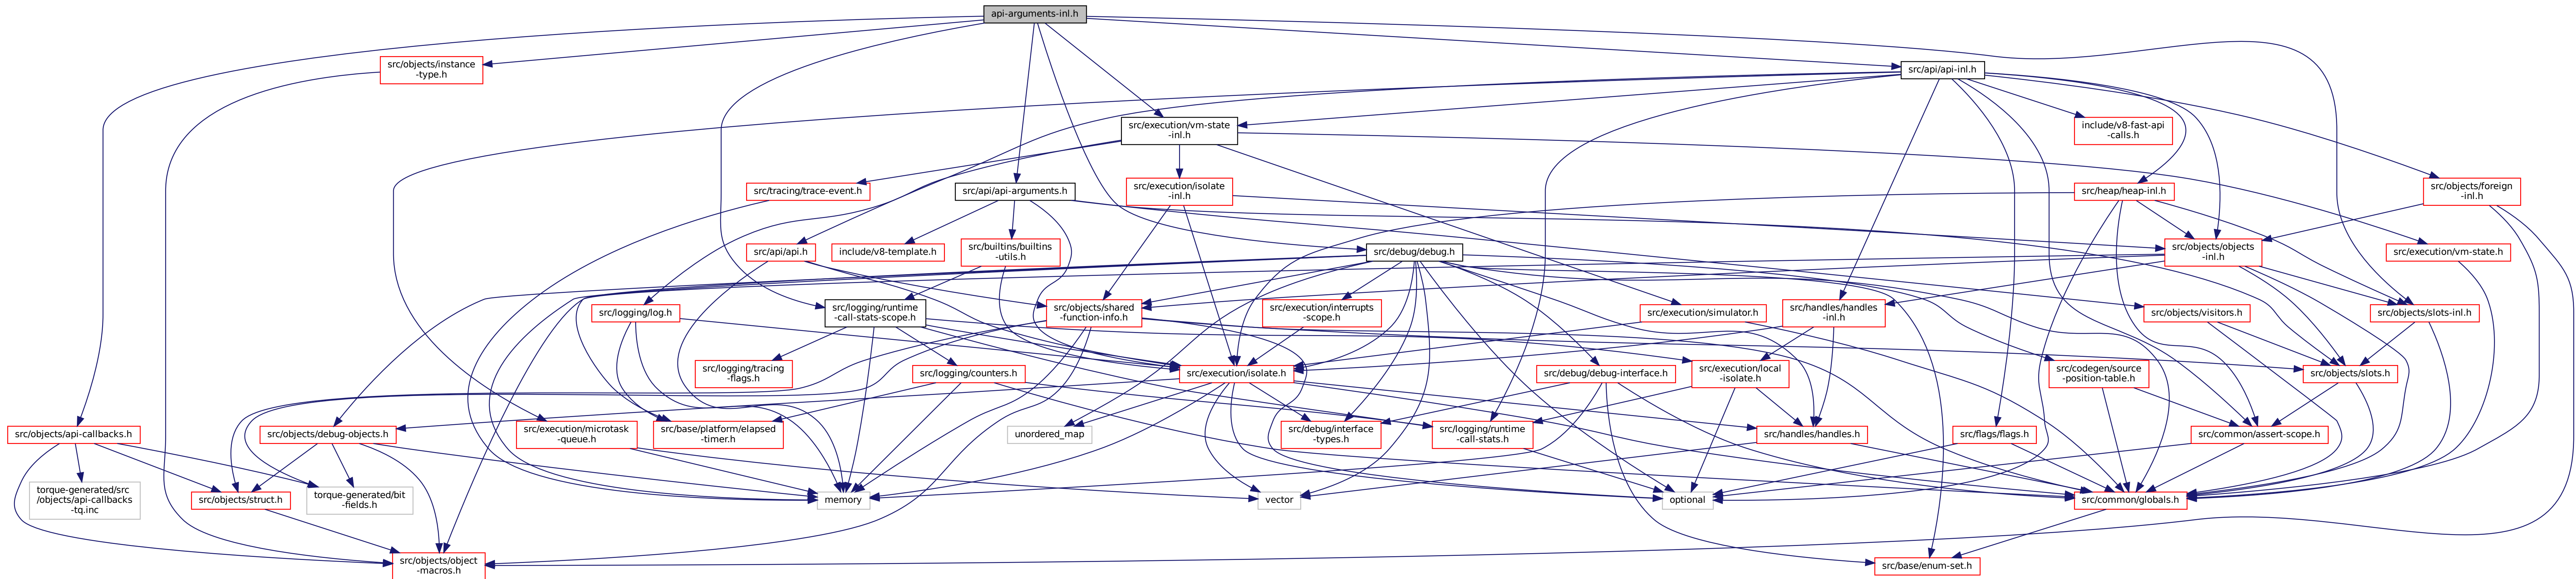 api-arguments-inl.h
src/objects/instance
-type.h
src/api/api-inl.h
src/execution/vm-state
-inl.h
include/v8-fast-api
-calls.h
src/tracing/trace-event.h
src/api/api-arguments.h
src/execution/isolate
-inl.h
src/heap/heap-inl.h
src/objects/foreign
-inl.h
src/api/api.h
include/v8-template.h
src/builtins/builtins
-utils.h
src/debug/debug.h
src/objects/objects
-inl.h
src/execution/vm-state.h
src/logging/log.h
src/logging/runtime
-call-stats-scope.h
src/objects/shared
-function-info.h
src/execution/interrupts
-scope.h
src/execution/simulator.h
src/handles/handles
-inl.h
src/objects/visitors.h
src/objects/slots-inl.h
src/logging/tracing
-flags.h
src/logging/counters.h
src/execution/isolate.h
src/debug/debug-interface.h
src/execution/local
-isolate.h
src/codegen/source
-position-table.h
src/objects/slots.h
src/objects/api-callbacks.h
src/objects/debug-objects.h
src/execution/microtask
-queue.h
src/base/platform/elapsed
-timer.h
unordered_map
src/debug/interface
-types.h
src/logging/runtime
-call-stats.h
src/handles/handles.h
src/flags/flags.h
src/common/assert-scope.h
torque-generated/src
/objects/api-callbacks
-tq.inc
src/objects/struct.h
torque-generated/bit
-fields.h
memory
vector
optional
src/common/globals.h
src/objects/object
-macros.h
src/base/enum-set.h